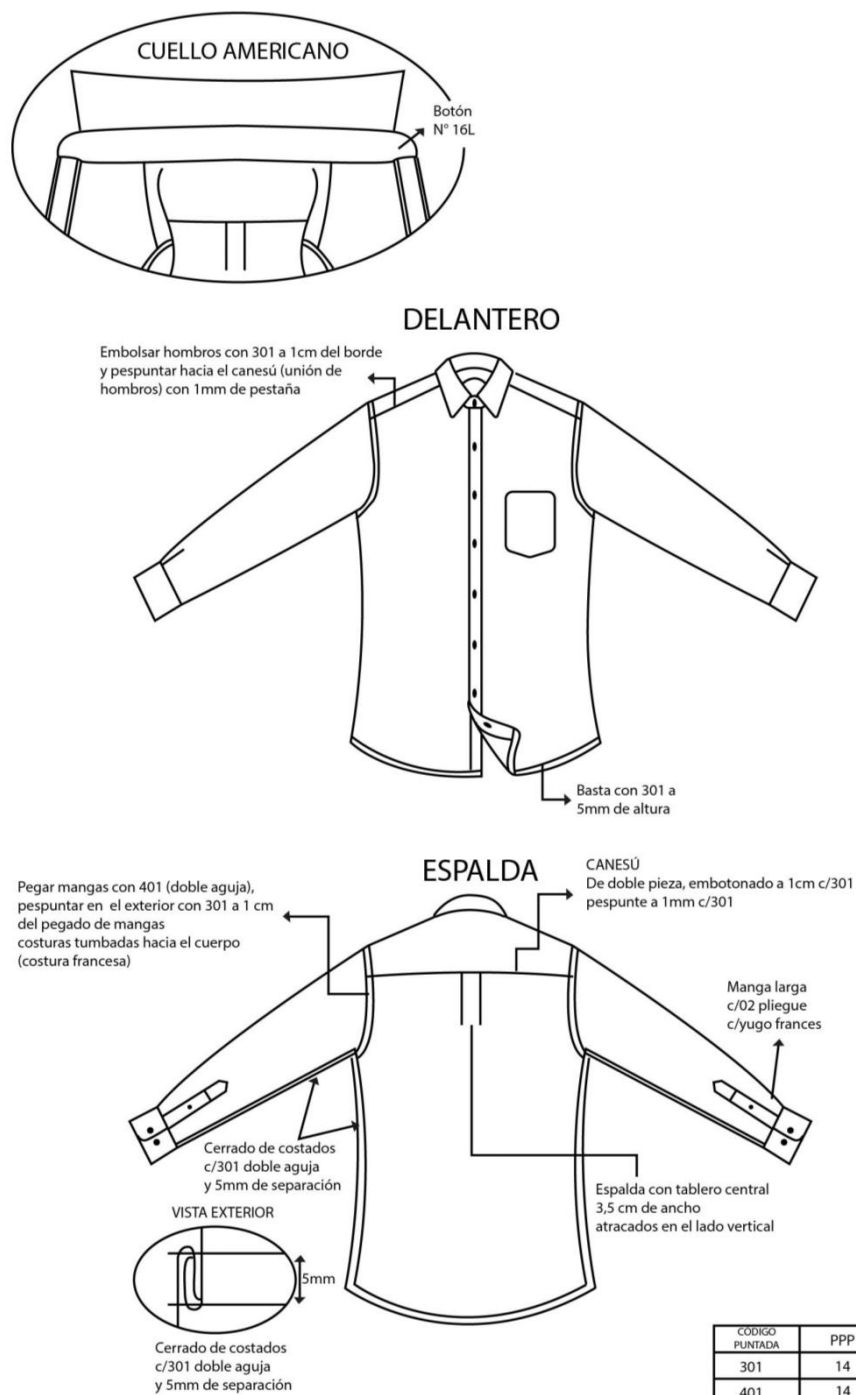 CUELLO AMERICANO
Botón
N° 16L
DELANTERO
Embolsar hombros con 301 a 1cm del borde
y pespuntar hacia el canesú (unión de
hombros) con 1mm de pestaña
Basta con 301 a
5mm de altura
ESPALDA
Pegar mangas con 401 (doble aguja),
pespuntar en el exterior con 301 a 1 cm
del pegado de mangas
costuras tumbadas hacia el cuerpo
(costura francesa)
CANESÚ
De doble pieza, embotonado a 1cm c/301
pespunte a 1mm c/301
Manga larga
c/02 pliegue
c/yugo frances
Cerrado de costados
c/301 doble aguja
y 5mm de separación
Espalda con tablero central
3,5 cm de ancho
atracados en el lado vertical
VISTA EXTERIOR
5mm
Cerrado de costados
c/301 doble aguja
y 5mm de separación
CÓDIGO
PUNTADA
PPP
301 14
401 14